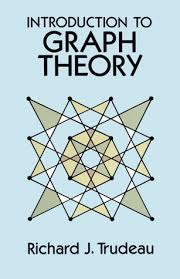 INTRODUCTION TO
GRAPH
THEORY
Richard J. Trudeau